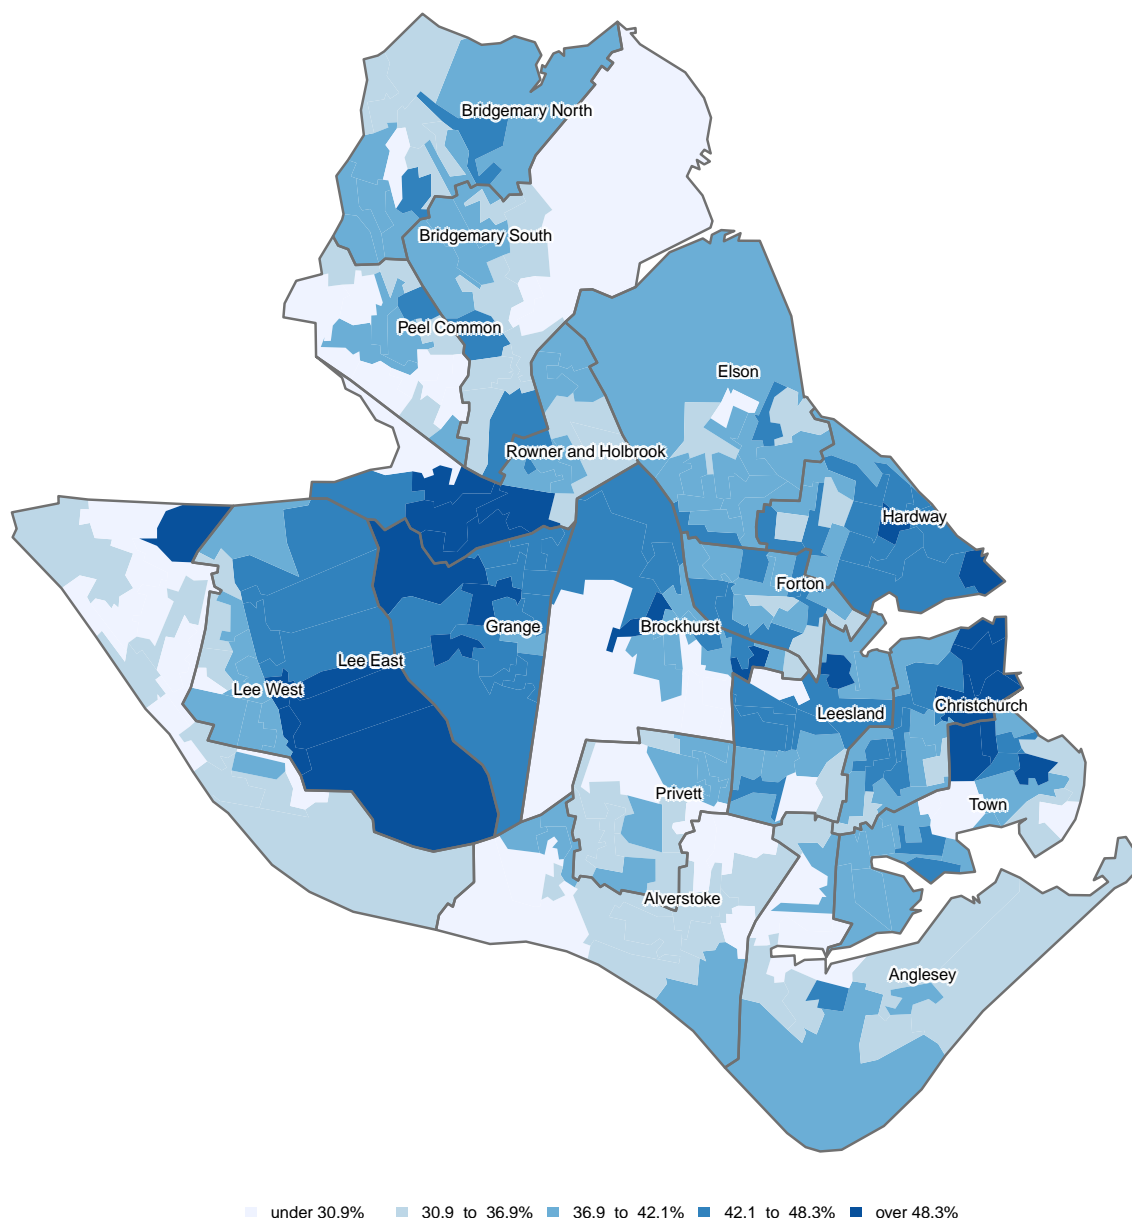 Bridgemary North
Bridgemary South
Peel Common
Elson
Rowner and Holbrook
Hardway
Forton
Grange
Brockhurst
Lee East
Lee West
Christchurch
Leesland
Privett
Town
Alverstoke
Anglesey
under 30.9% 30.9 to 36.9% 36.9 to 42.1% 42.1 to 48.3% over 48.3%